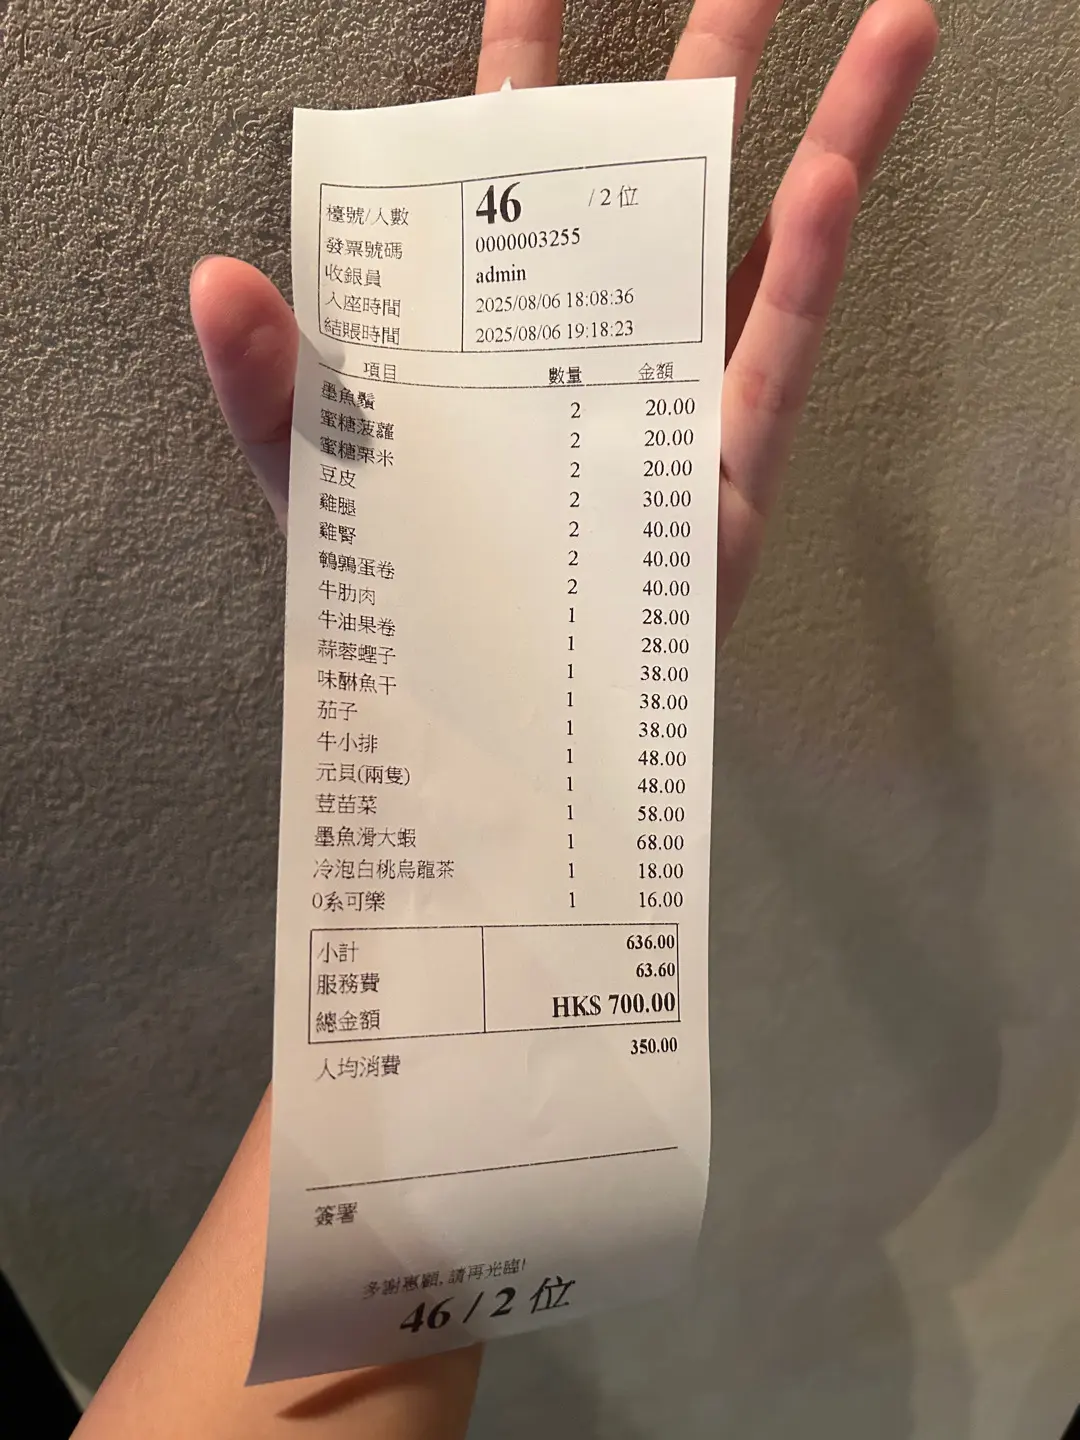 檯號/人數 46 /2 位
發票號碼 0000003255
收銀員 admin
入座時間 2025/08/06 18:08:36
結賬時間 2025/08/06 19:18:23
項目 數量 金額
墨魚鬚 2 20.00
蜜糖菠蘿 2 20.00
蜜糖粟米 2 20.00
豆皮 2 30.00
雞腿 2 40.00
雞腎 2 40.00
鵪鶉蛋卷 2 40.00
牛肋肉 1 28.00
牛油果卷 1 28.00
蒜蓉蟶子 1 38.00
味醂魚干 1 38.00
茄子 1 38.00
牛小排 1 48.00
元貝(兩隻) 1 48.00
荳苗菜 1 58.00
墨魚滑大蝦 1 68.00
冷泡白桃烏龍茶 1 18.00
0系可樂 1 16.00
小計 636.00
服務費 63.60
總金額 HK$ 700.00
人均消費 350.00
簽署
多謝惠顧, 請再光臨!
46 / 2 位